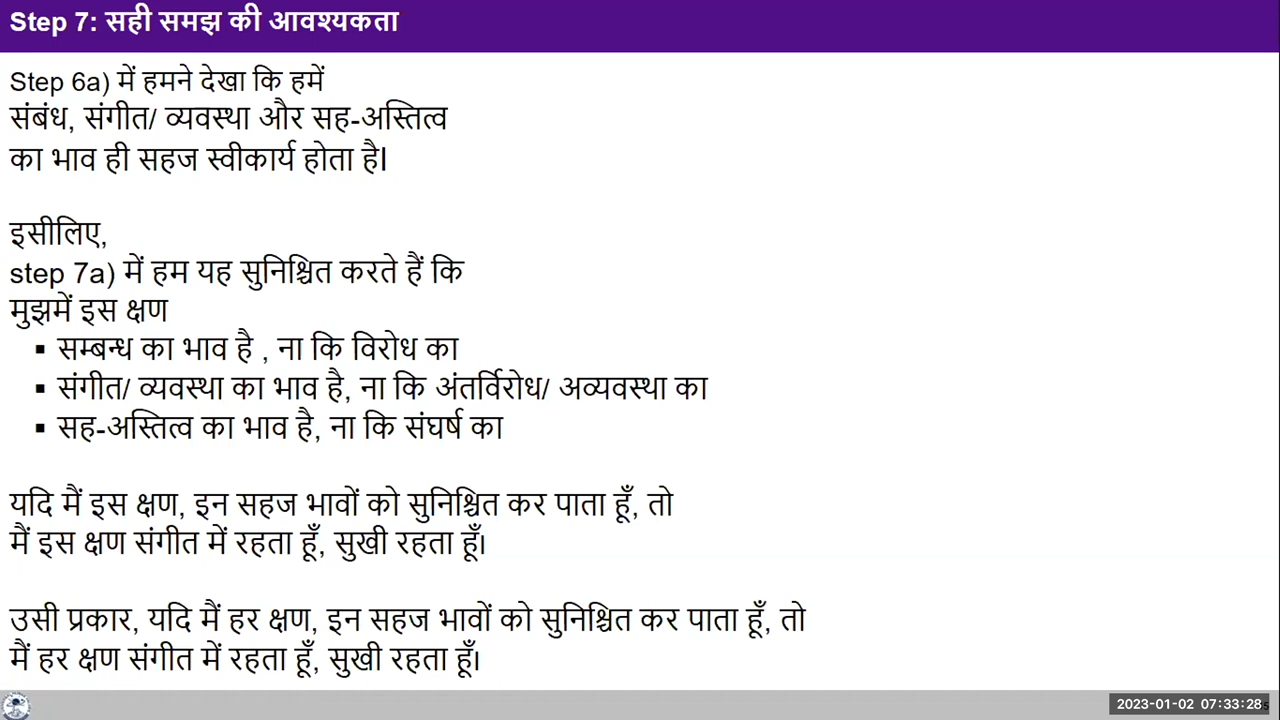 Step 7: सही समझ की आवश्यकता
Step 6a) में हमने देखा कि हमें
संबंध, संगीत/ व्यवस्था और सह-अस्तित्व
का भाव ही सहज स्वीकार्य होता है।
इसीलिए,
step 7a) में हम यह सुनिश्चित करते हैं कि
मुझमें इस क्षण
▪ सम्बन्ध का भाव है , ना कि विरोध का
▪ संगीत/ व्यवस्था का भाव है, ना कि अंतर्विरोध/ अव्यवस्था का
▪ सह-अस्तित्व का भाव है, ना कि संघर्ष का
यदि मैं इस क्षण, इन सहज भावों को सुनिश्चित कर पाता हूँ, तो
मैं इस क्षण संगीत में रहता हूँ, सुखी रहता हूँ।
उसी प्रकार, यदि मैं हर क्षण, इन सहज भावों को सुनिश्चित कर पाता हूँ, तो
मैं हर क्षण संगीत में रहता हूँ, सुखी रहता हूँ।
2023-01-02 07:33:28